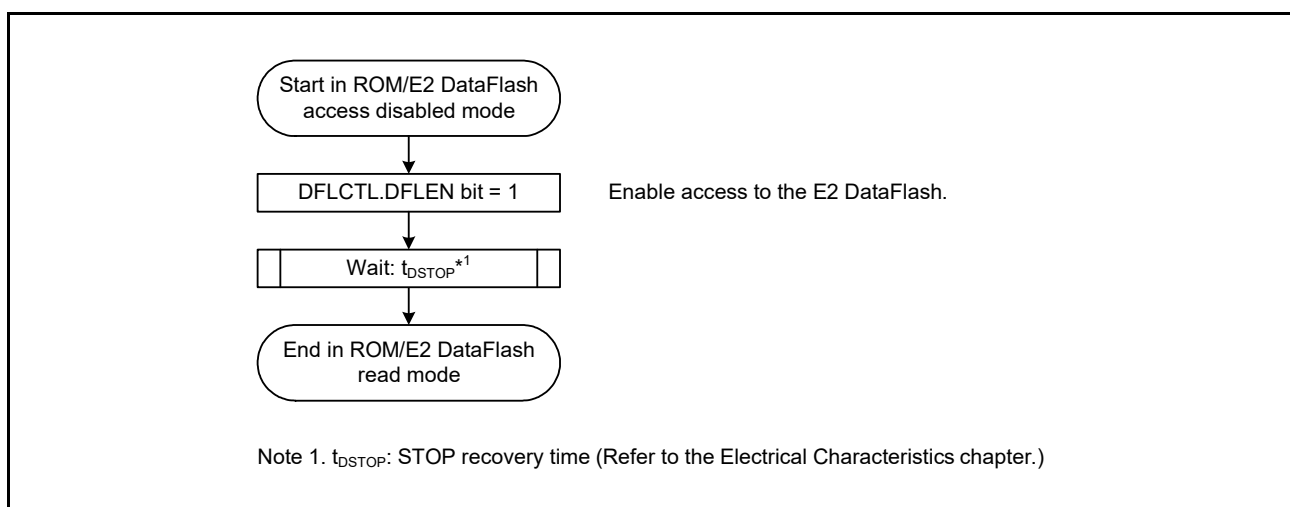 Start in ROM/E2 DataFlash
access disabled mode
DFLCTL.DFLEN bit = 1
Enable access to the E2 DataFlash.
Wait: tDSTOP*1
End in ROM/E2 DataFlash
read mode
Note 1. tDSTOP: STOP recovery time (Refer to the Electrical Characteristics chapter.)